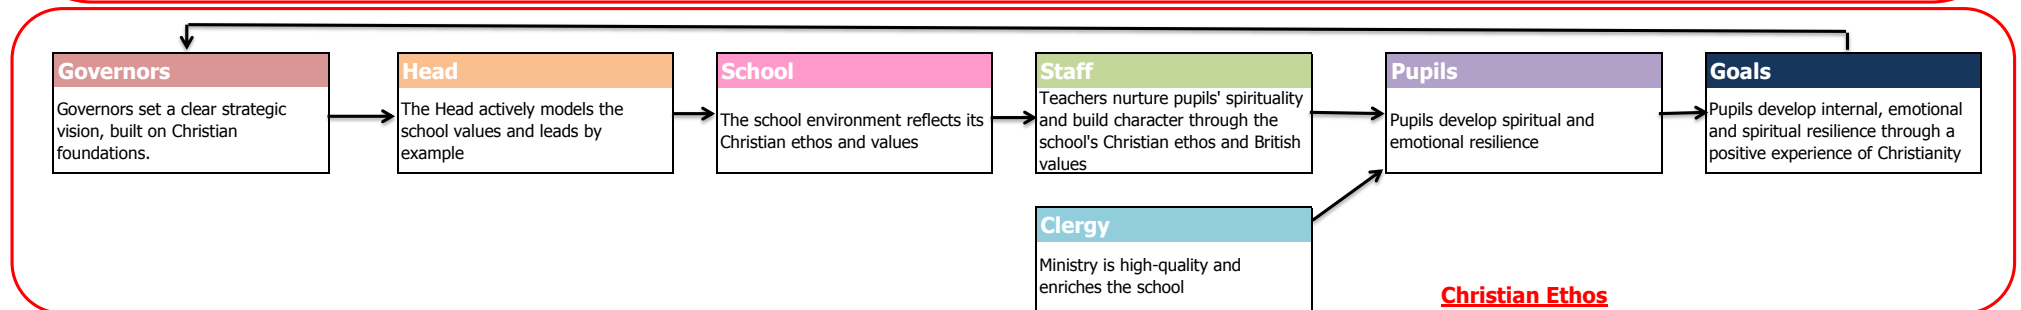 Governors
Governors set a clear strategic
vision, built on Christian
foundations.
Head
The Head actively models the
school values and leads by
example
School
The school environment reflects its
Christian ethos and values
Staff
Teachers nurture pupils' spirituality
and build character through the
school's Christian ethos and British
values
Pupils
Pupils develop spiritual and
emotional resilience
Goals
Pupils develop internal, emotional
and spiritual resilience through a
positive experience of Christianity
Clergy
Ministry is high-quality and
enriches the school
Christian Ethos